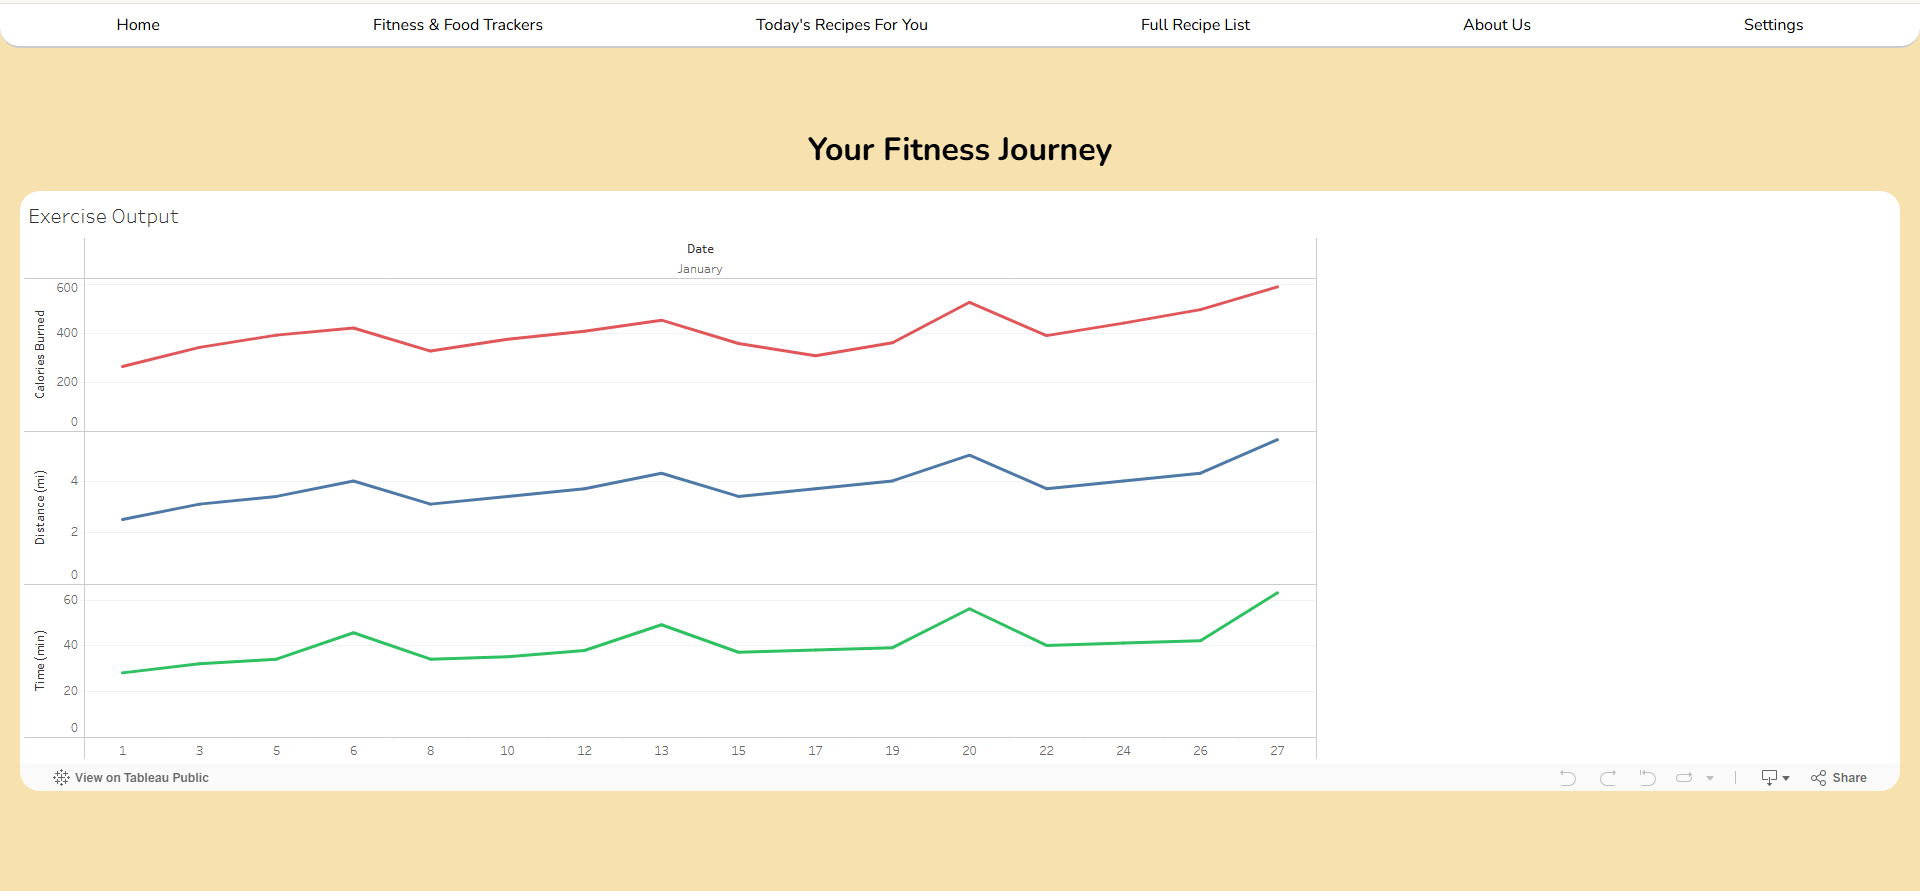 Home Fitness & Food Trackers Today's Recipes For You Full Recipe List About Us Settings
Your Fitness Journey
Exercise Output
Date
January
600
400
200
0
Calories Burned
4
2
0
Distance (mi)
60
40
20
0
Time (min)
1 3 5 6 8 10 12 13 15 17 19 20 22 24 26 27
View on Tableau Public
Share